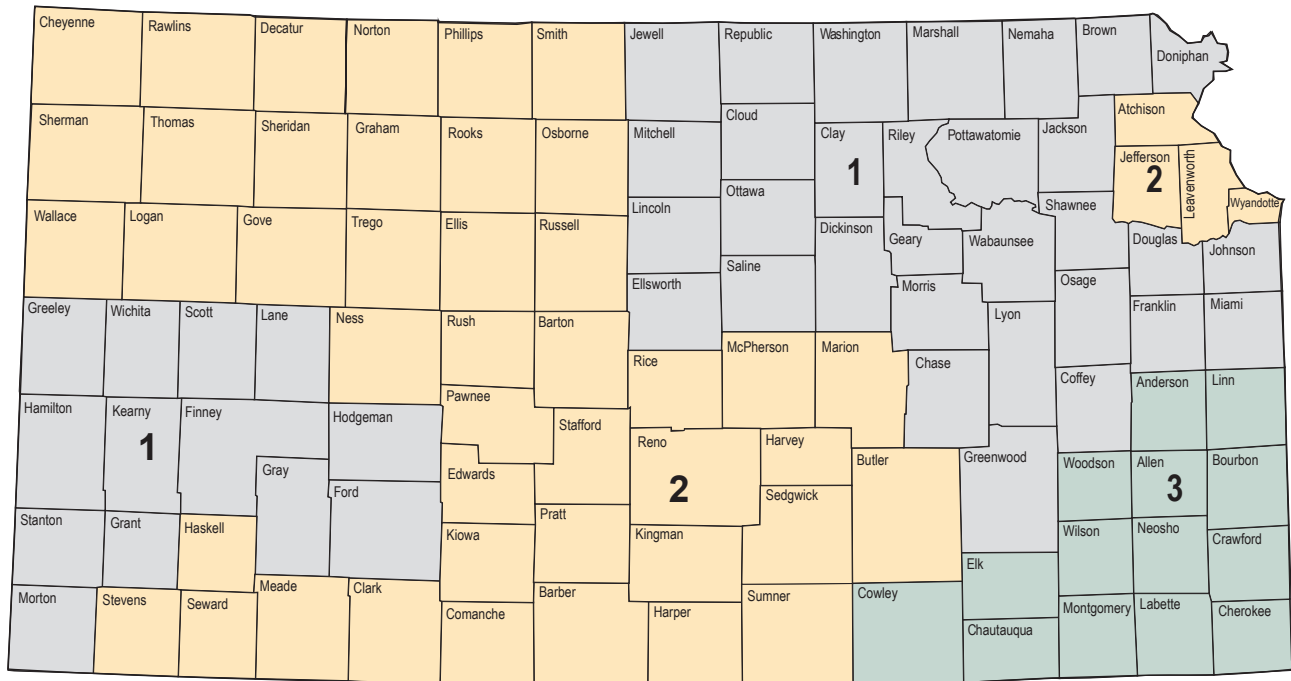 Cheyenne
Rawlins
Decatur
Norton
Phillips
Smith
Jewell
Republic
Washington
Marshall
Nemaha
Brown
Doniphan
Sherman
Thomas
Sheridan
Graham
Rooks
Osborne
Mitchell
Cloud
Clay
Riley
Pottawatomie
Jackson
Atchison
Jefferson
Leavenworth
Wyandotte
1
2
Wallace
Logan
Gove
Trego
Ellis
Russell
Lincoln
Ottawa
Dickinson
Geary
Wabaunsee
Shawnee
Douglas
Johnson
Ellsworth
Saline
Morris
Osage
Greeley
Wichita
Scott
Lane
Ness
Rush
Barton
Rice
McPherson
Marion
Chase
Lyon
Franklin
Miami
Hamilton
Kearny
Finney
Hodgeman
Pawnee
Stafford
Coffey
Anderson
Linn
1
Gray
Ford
Edwards
Reno
Harvey
Butler
Greenwood
Woodson
Allen
Bourbon
2
3
Sedgwick
Stanton
Grant
Haskell
Kiowa
Pratt
Kingman
Wilson
Neosho
Crawford
Elk
Morton
Stevens
Seward
Meade
Clark
Comanche
Barber
Harper
Sumner
Cowley
Chautauqua
Montgomery
Labette
Cherokee